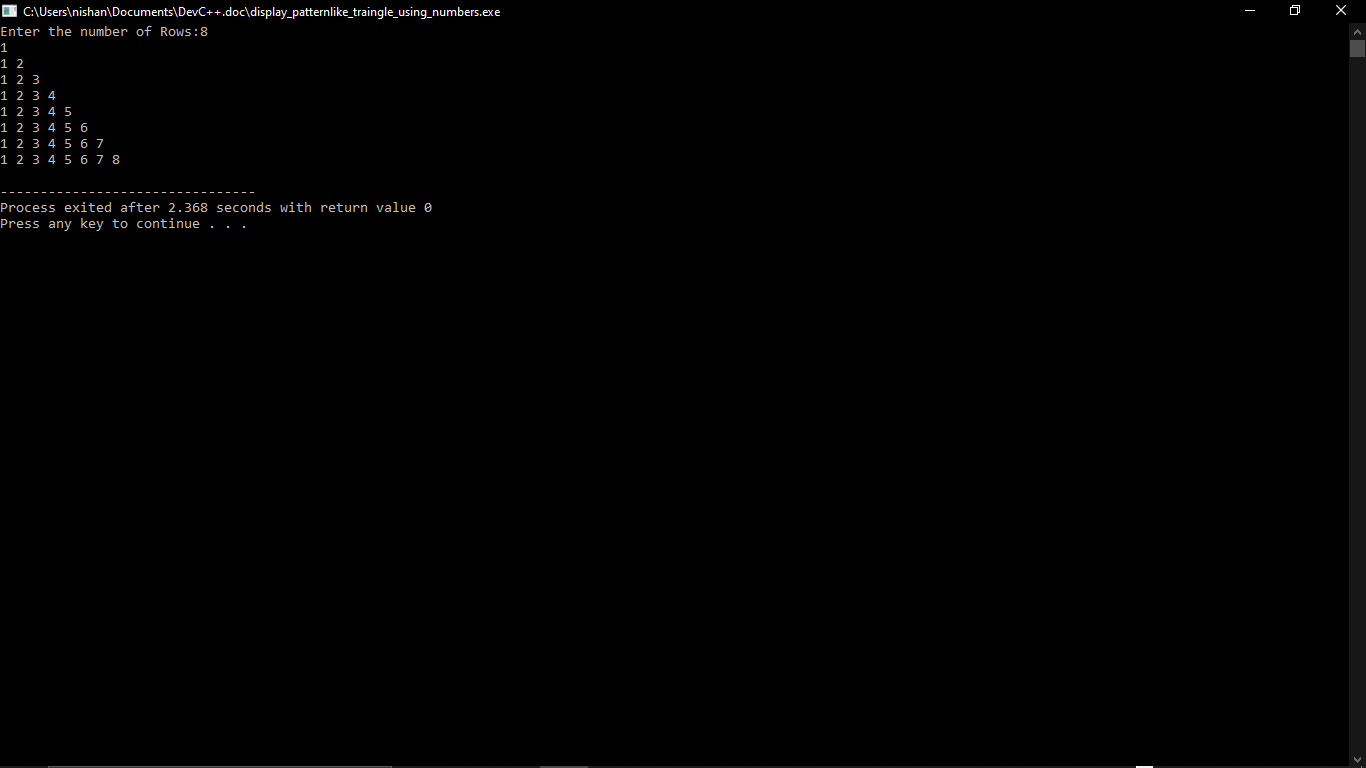 C:\Users\nishan\Documents\DevC++.doc\display_patternlike_traingle_using_numbers.exe
Enter the number of Rows:8
1
1 2
1 2 3
1 2 3 4
1 2 3 4 5
1 2 3 4 5 6
1 2 3 4 5 6 7
1 2 3 4 5 6 7 8
--------------------------------
Process exited after 2.368 seconds with return value 0
Press any key to continue . . .